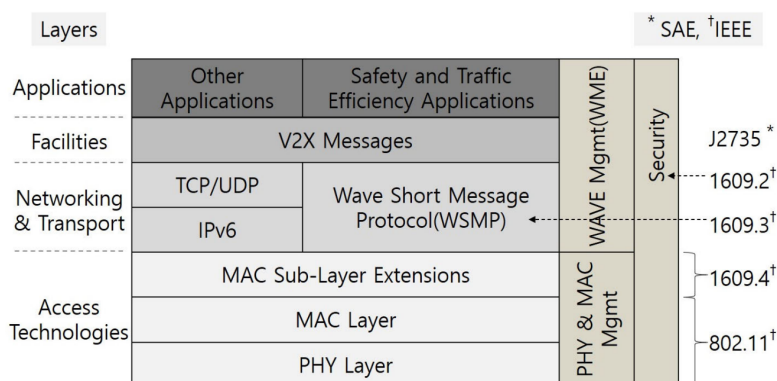 Layers
* SAE, †IEEE
Applications
Other
Applications
Safety and Traffic
Efficiency Applications
WAVE Mgmt(WME)
Security
Facilities
V2X Messages
J2735 *
Networking
& Transport
TCP/UDP
IPv6
Wave Short Message
Protocol(WSMP)
1609.2†
1609.3†
Access
Technologies
MAC Sub-Layer Extensions
MAC Layer
PHY Layer
PHY & MAC
Mgmt
1609.4†
802.11†